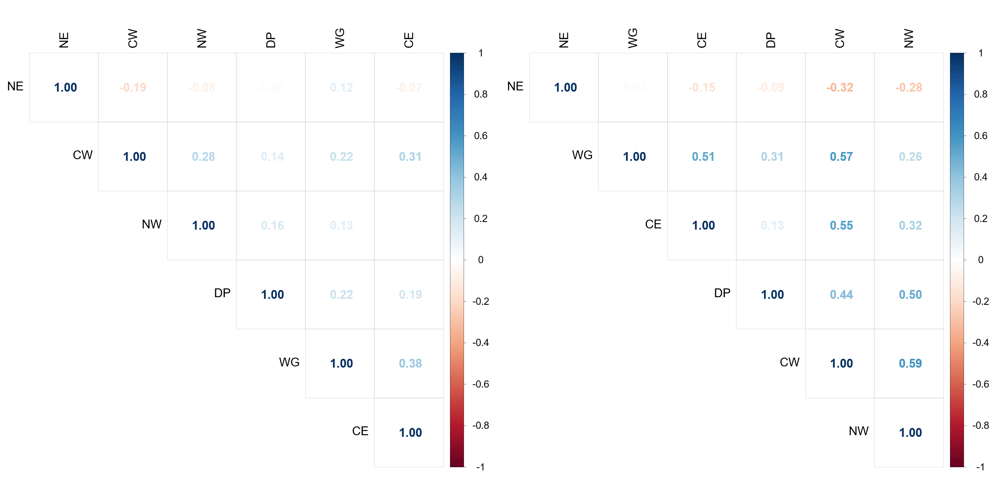 NE CW NW DP WG CE
NE 1.00 -0.19 -0.08 -0.03 0.12 -0.07
CW 1.00 0.28 0.14 0.22 0.31
NW 1.00 0.16 0.13 0.02
DP 1.00 0.22 0.19
WG 1.00 0.38
CE 1.00
1
0.8
0.6
0.4
0.2
0
-0.2
-0.4
-0.6
-0.8
-1
NE WG CE DP CW NW
NE 1.00 -0.02 -0.15 -0.09 -0.32 -0.28
WG 1.00 0.51 0.31 0.57 0.26
CE 1.00 0.13 0.55 0.32
DP 1.00 0.44 0.50
CW 1.00 0.59
NW 1.00
1
0.8
0.6
0.4
0.2
0
-0.2
-0.4
-0.6
-0.8
-1